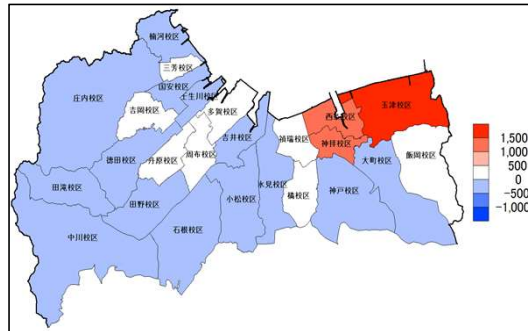 楠河校区
三芳校区
庄内校区
国安校区
壬生川校区
吉岡校区
多賀校区
玉津校区
西条校区
禎瑞校区
神拝校区
吉井校区
周布校区
丹原校区
徳田校区
大町校区
飯岡校区
田滝校区
氷見校区
橘校区
神戸校区
小松校区
田野校区
石根校区
中川校区
1,500
1,000
500
0
−500
−1,000